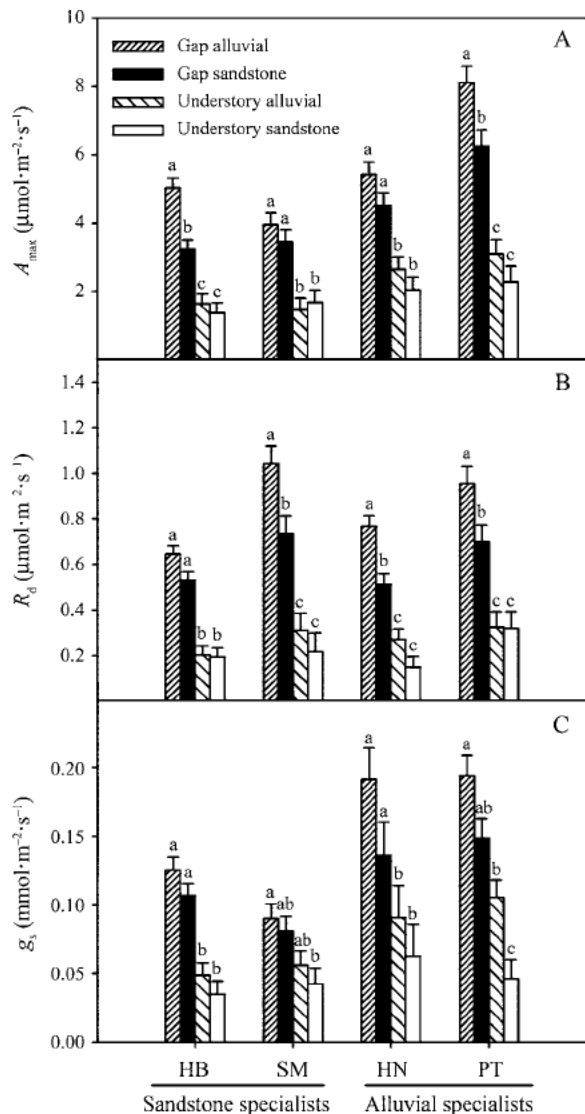 10
8
6
4
2
A_max (μmol·m⁻²·s⁻¹)
A
Gap alluvial
Gap sandstone
Understory alluvial
Understory sandstone
a b c c
a a b b
a a b b
a b c c
1.4
1.2
1.0
0.8
0.6
0.4
0.2
R_d (μmol·m⁻²·s⁻¹)
B
a a b b
a b c c
a b c c
a b c c
0.20
0.15
0.10
0.05
0.00
g_s (mmol·m⁻²·s⁻¹)
C
a a b b
a ab ab b
a a b b
a ab b c
HB SM HN PT
Sandstone specialists Alluvial specialists